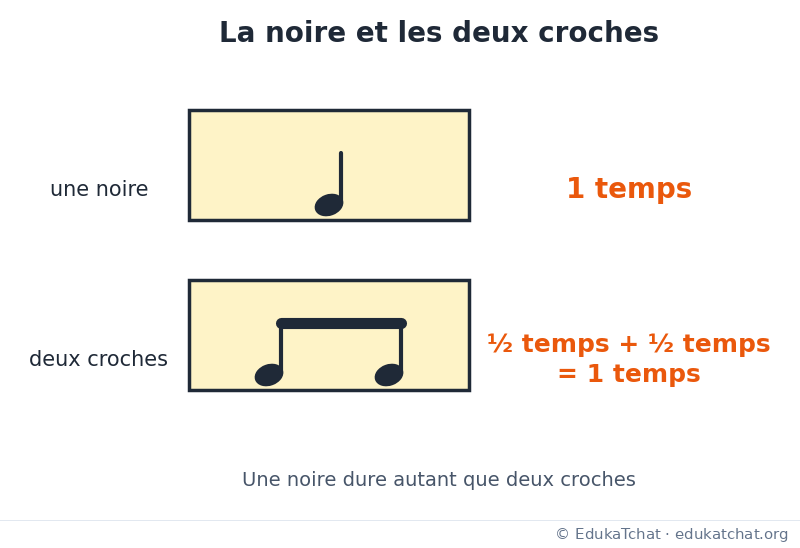 La noire et les deux croches
une noire
1 temps
deux croches
½ temps + ½ temps
= 1 temps
Une noire dure autant que deux croches
© EdukaTchat · edukatchat.org